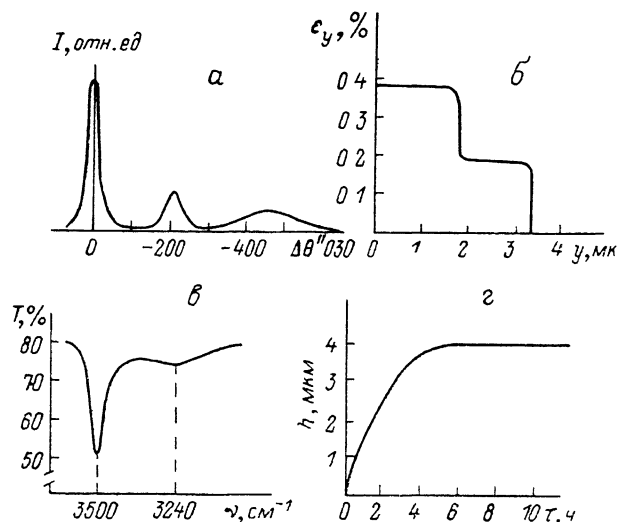 I, отн.ед
а
0 -200 -400 Δθ" 030
ε_y, %
б
0 4
0 3
0 2
0 1
0 1 2 3 4 y, мк
в
T,%
80
70
60
50
3500 3240 ν, см⁻¹
г
h, мкм
4
3
2
1
0 2 4 6 8 10 τ. ч